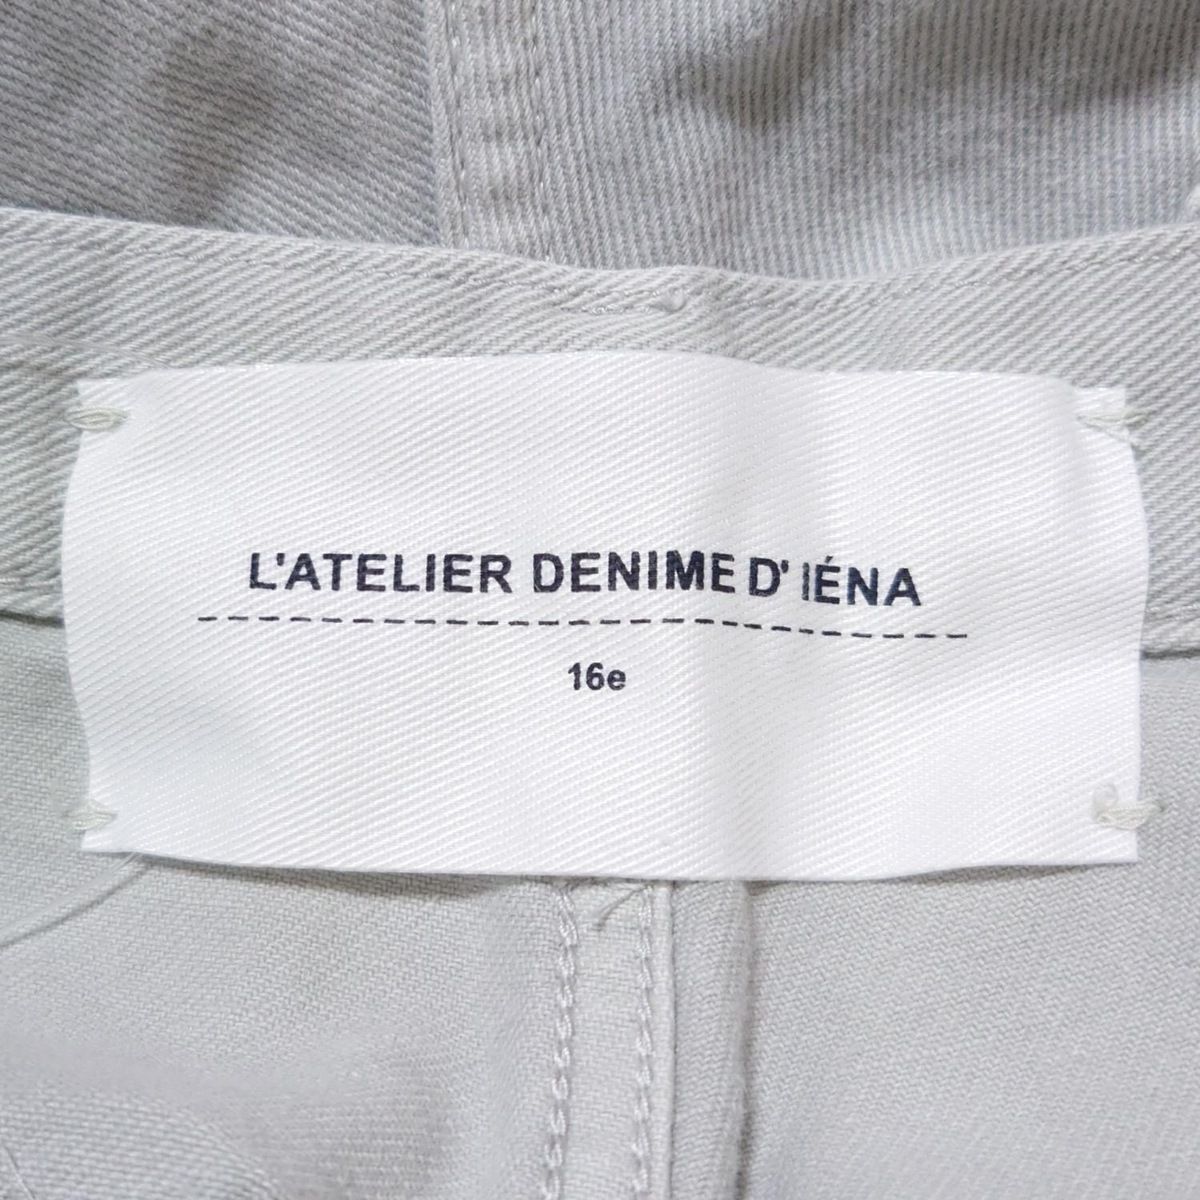 L'ATELIER DENIME D' IÉNA
16e